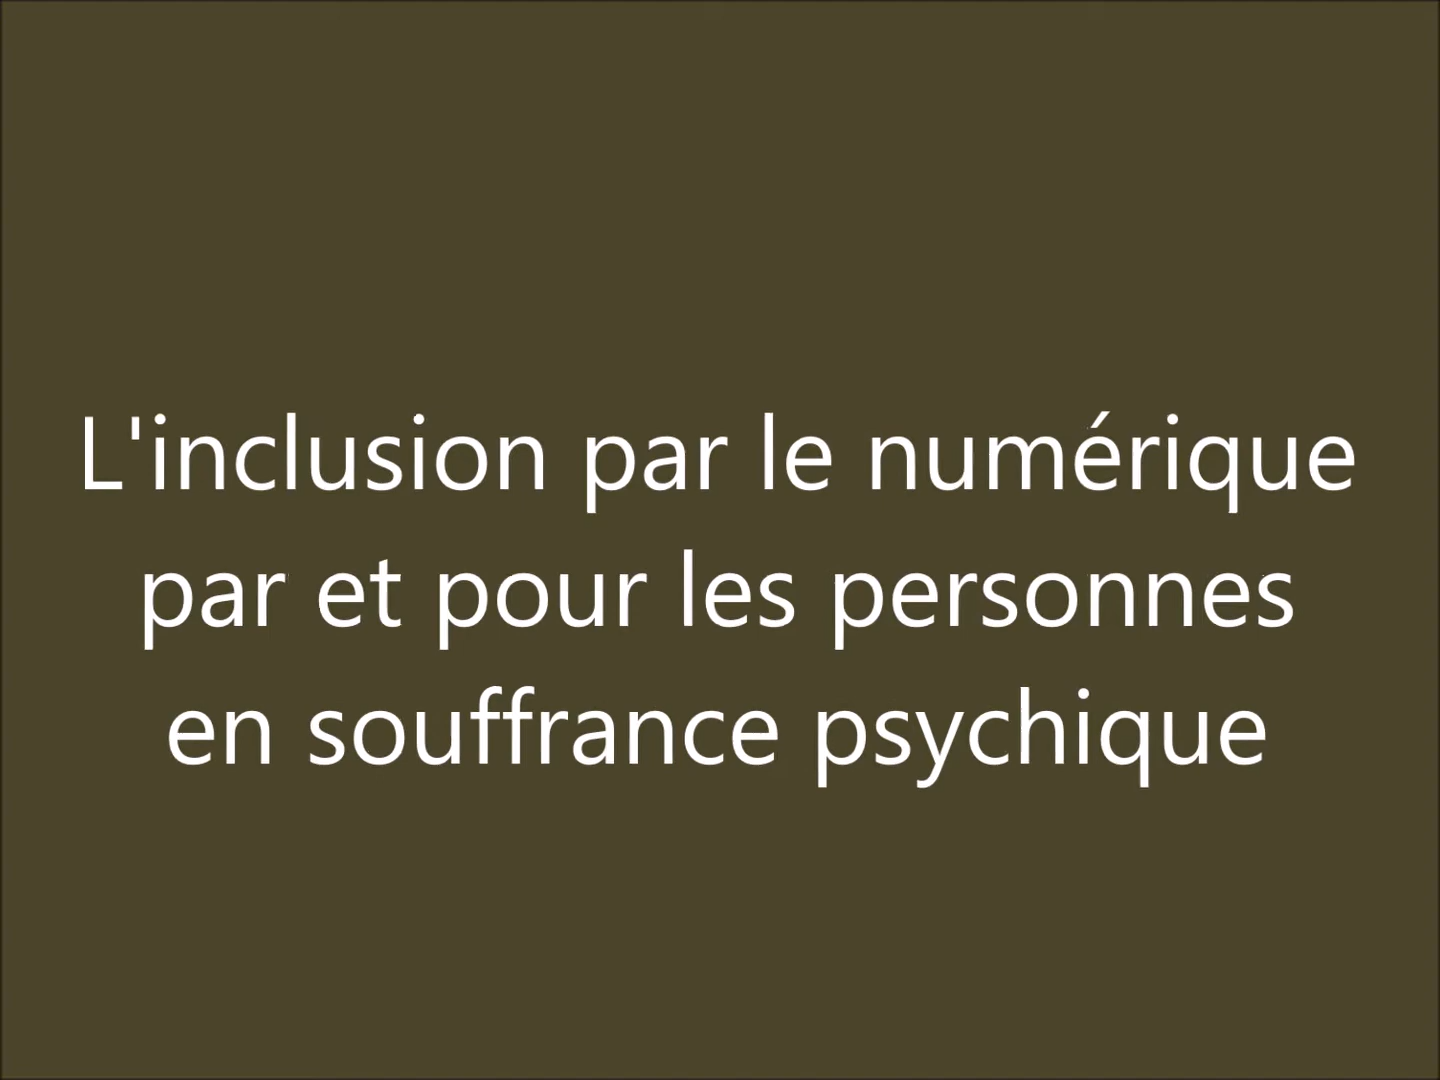 L'inclusion par le numérique
par et pour les personnes
en souffrance psychique